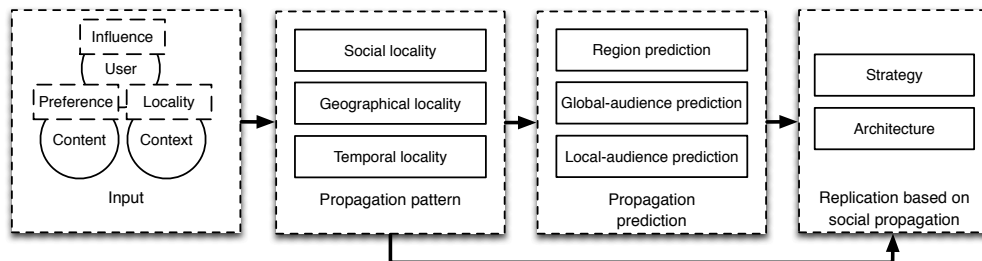 Influence
User
Preference
Locality
Content
Context
Input
Social locality
Geographical locality
Temporal locality
Propagation pattern
Region prediction
Global-audience prediction
Local-audience prediction
Propagation
prediction
Strategy
Architecture
Replication based on
social propagation